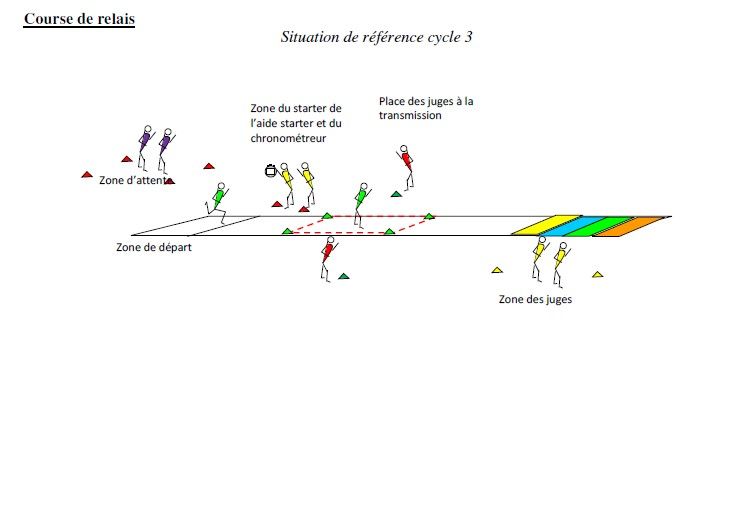 Course de relais
Situation de référence cycle 3
Place des juges à la
transmission
Zone du starter de
l'aide starter et du
chronométreur
Zone d'attente
Zone de départ
Zone des juges